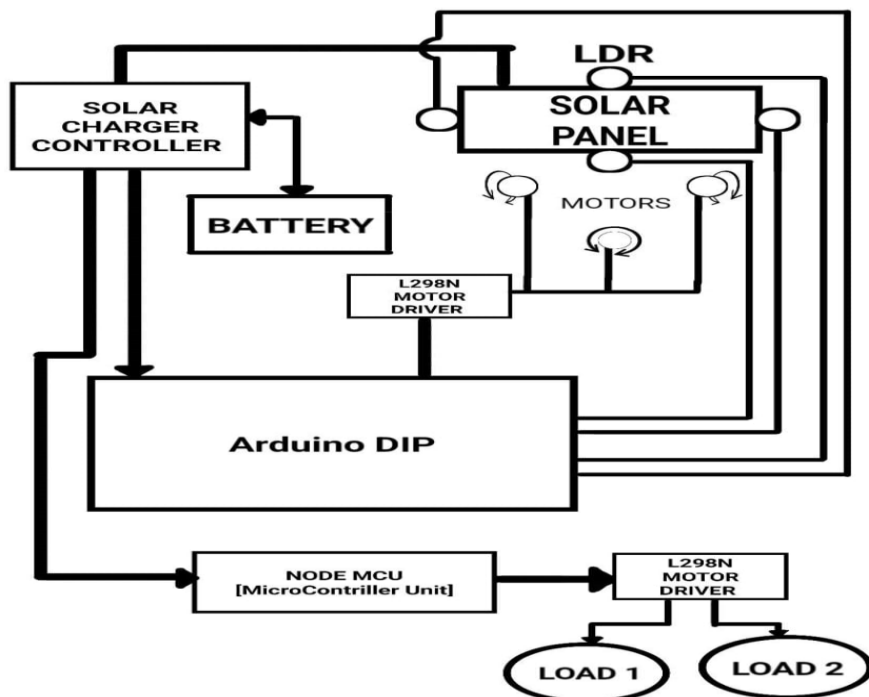 LDR
SOLAR
PANEL
SOLAR
CHARGER
CONTROLLER
BATTERY
MOTORS
L298N
MOTOR
DRIVER
Arduino DIP
NODE MCU
[MicroContriller Unit]
L298N
MOTOR
DRIVER
LOAD 1
LOAD 2